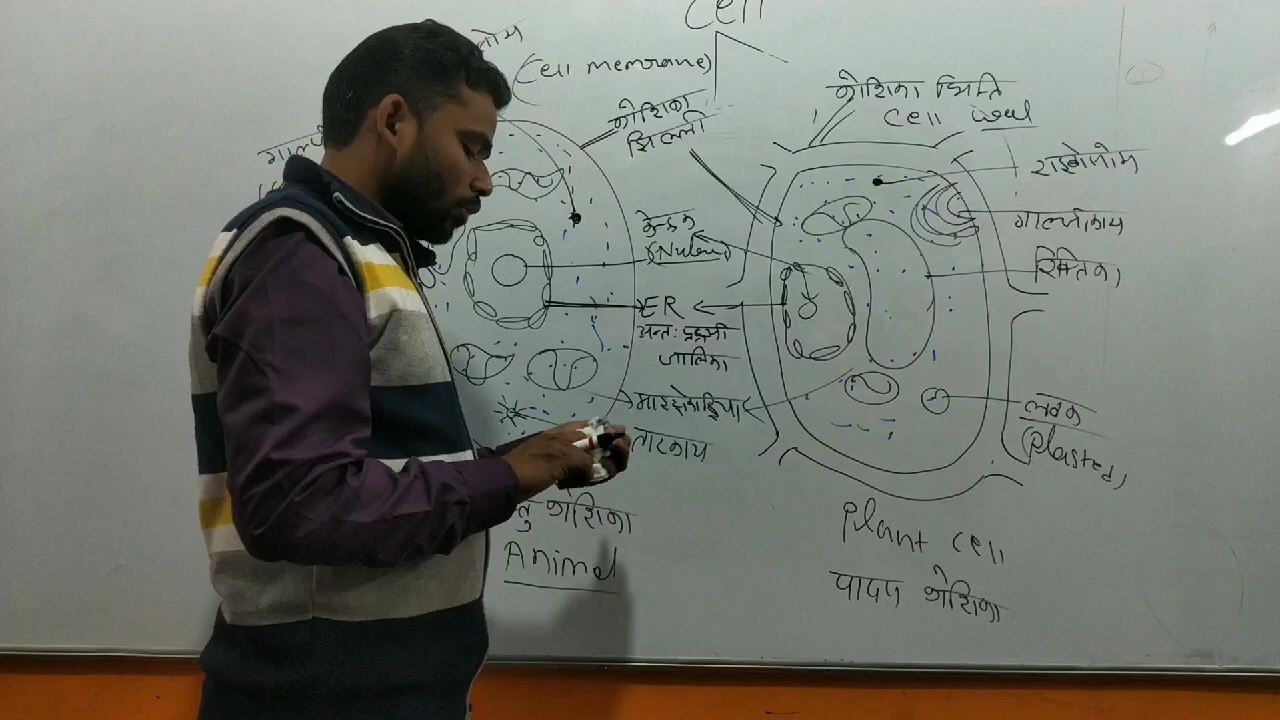 Cell
(Cell membrane)
कोशिका
झिल्ली
केन्द्रक
(Nucleus)
ER
अन्तः प्रद्रव्यी
जालिका
तारकाय
कोशिका
Animal
कोशिका भित्ति
Cell wall
राइबोसोम
गाल्जीकाय
रिक्तिका
लवक
(Plasted)
Plant Cell
पादप कोशिका